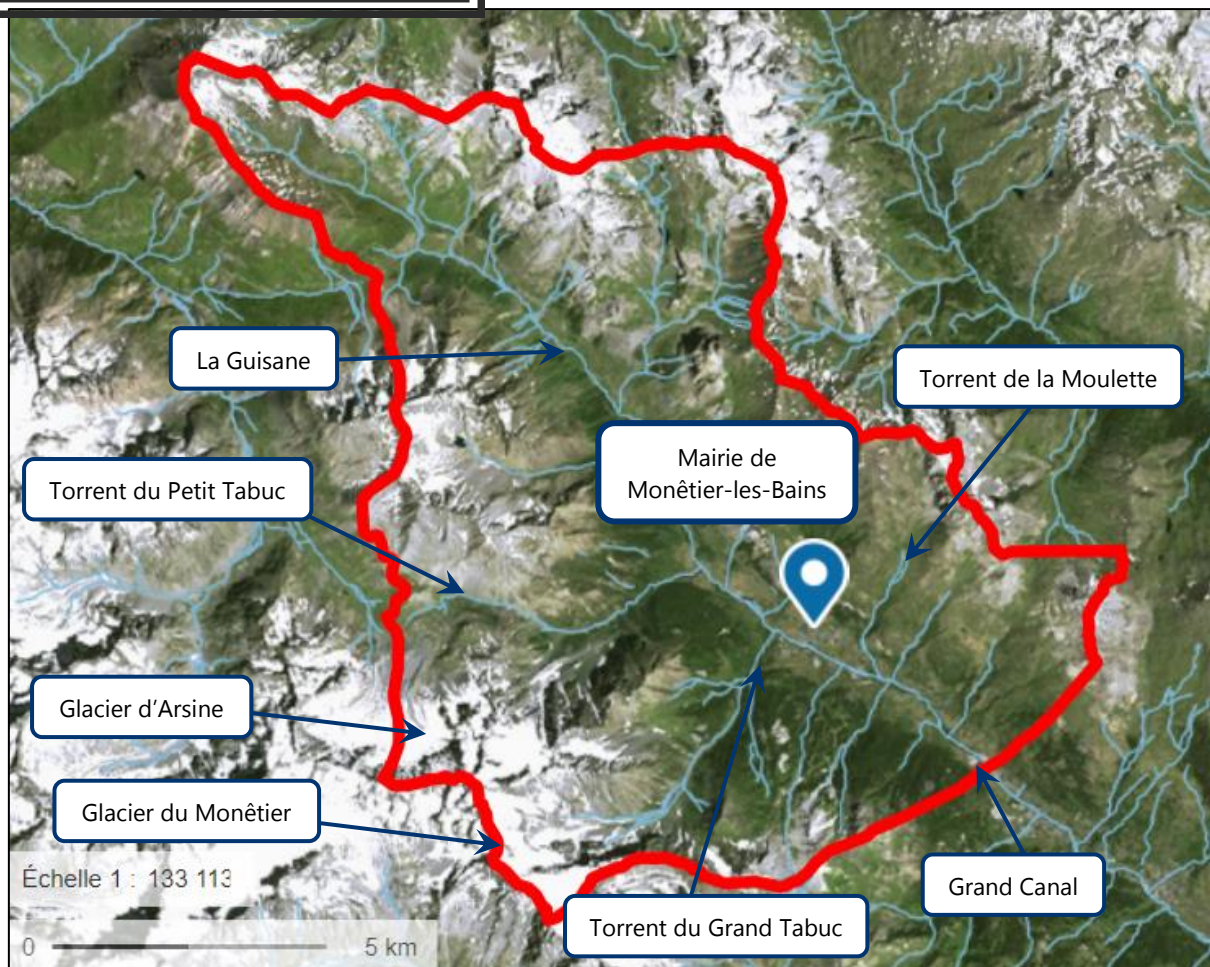 La Guisane
Torrent de la Moulette
Mairie de
Monêtier-les-Bains
Torrent du Petit Tabuc
Glacier d'Arsine
Glacier du Monêtier
Échelle 1 : 133 113
Grand Canal
Torrent du Grand Tabuc
0 5 km